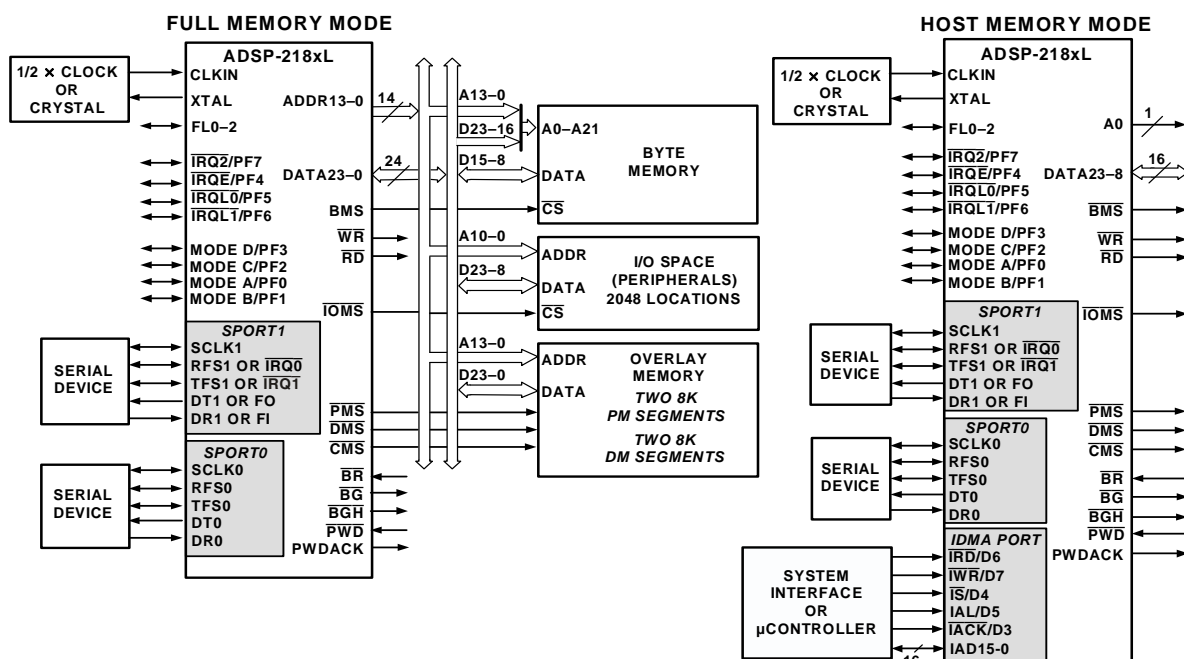 FULL MEMORY MODE
ADSP-218xL
1/2 × CLOCK
OR
CRYSTAL
CLKIN
XTAL
FL0–2
IRQ2/PF7
IRQE/PF4
IRQL0/PF5
IRQL1/PF6
MODE D/PF3
MODE C/PF2
MODE A/PF0
MODE B/PF1
ADDR13–0
14
DATA23–0
24
BMS
WR
RD
IOMS
SERIAL
DEVICE
SPORT1
SCLK1
RFS1 OR IRQ0
TFS1 OR IRQ1
DT1 OR FO
DR1 OR FI
SERIAL
DEVICE
SPORT0
SCLK0
RFS0
TFS0
DT0
DR0
PMS
DMS
CMS
BR
BG
BGH
PWD
PWDACK
A13–0
D23–16
D15–8
A0–A21
DATA
CS
BYTE
MEMORY
A10–0
D23–8
ADDR
DATA
CS
I/O SPACE
(PERIPHERALS)
2048 LOCATIONS
A13–0
D23–0
ADDR
DATA
OVERLAY
MEMORY
TWO 8K
PM SEGMENTS
TWO 8K
DM SEGMENTS
HOST MEMORY MODE
ADSP-218xL
1/2 × CLOCK
OR
CRYSTAL
CLKIN
XTAL
FL0–2
IRQ2/PF7
IRQE/PF4
IRQL0/PF5
IRQL1/PF6
MODE D/PF3
MODE C/PF2
MODE A/PF0
MODE B/PF1
A0
1
DATA23–8
16
BMS
WR
RD
IOMS
SERIAL
DEVICE
SPORT1
SCLK1
RFS1 OR IRQ0
TFS1 OR IRQ1
DT1 OR FO
DR1 OR FI
SERIAL
DEVICE
SPORT0
SCLK0
RFS0
TFS0
DT0
DR0
PMS
DMS
CMS
BR
BG
BGH
PWD
PWDACK
SYSTEM
INTERFACE
OR
µCONTROLLER
IDMA PORT
IRD/D6
IWR/D7
IS/D4
IAL/D5
IACK/D3
IAD15-0
16